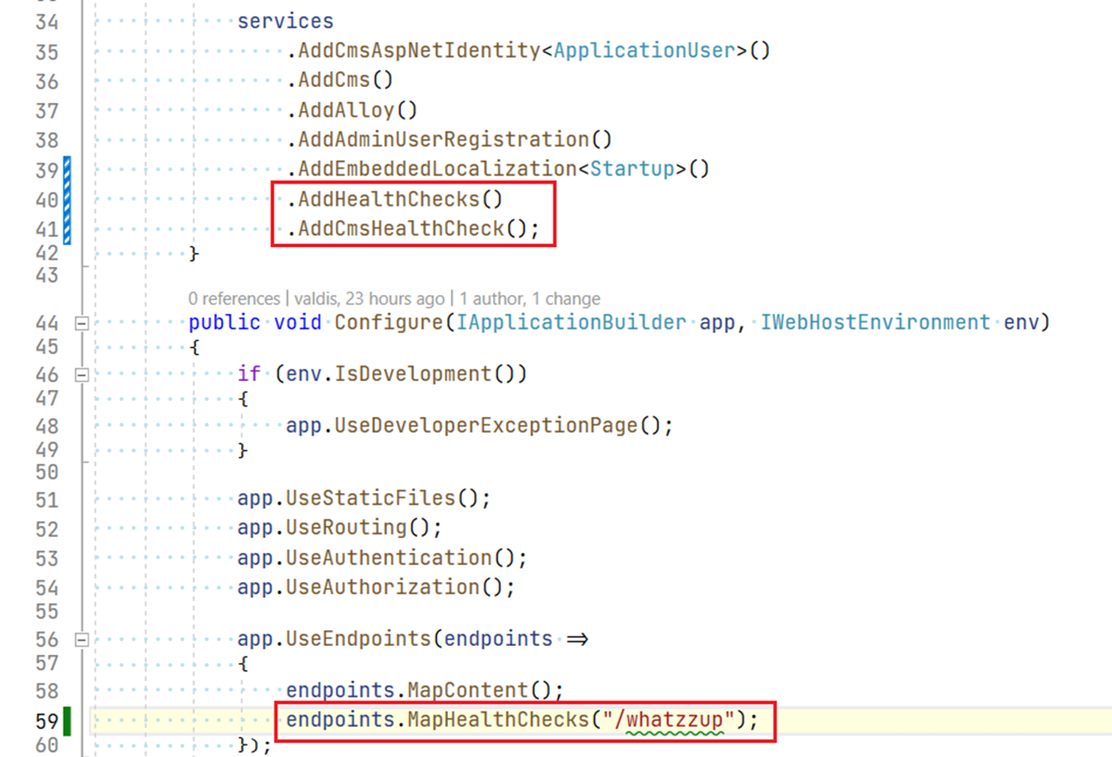 34 services
35 .AddCmsAspNetIdentity<ApplicationUser>()
36 .AddCms()
37 .AddAlloy()
38 .AddAdminUserRegistration()
39 .AddEmbeddedLocalization<Startup>()
40 .AddHealthChecks()
41 .AddCmsHealthCheck();
42 }
43
0 references | valdis, 23 hours ago | 1 author, 1 change
44 public void Configure(IApplicationBuilder app, IWebHostEnvironment env)
45 {
46 if (env.IsDevelopment())
47 {
48 app.UseDeveloperExceptionPage();
49 }
50
51 app.UseStaticFiles();
52 app.UseRouting();
53 app.UseAuthentication();
54 app.UseAuthorization();
55
56 app.UseEndpoints(endpoints =>
57 {
58 endpoints.MapContent();
59 endpoints.MapHealthChecks("/whatzzup");
60 });